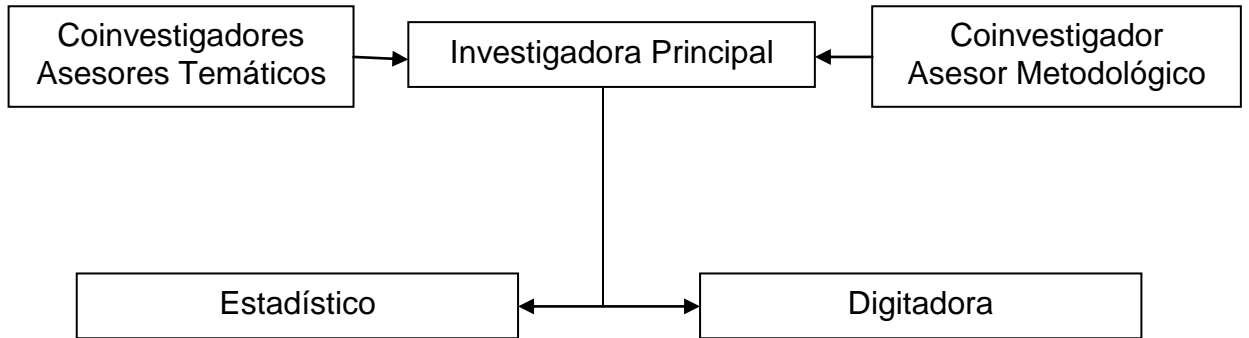 Coinvestigadores
Asesores Temáticos
Investigadora Principal
Coinvestigador
Asesor Metodológico
Estadístico
Digitadora